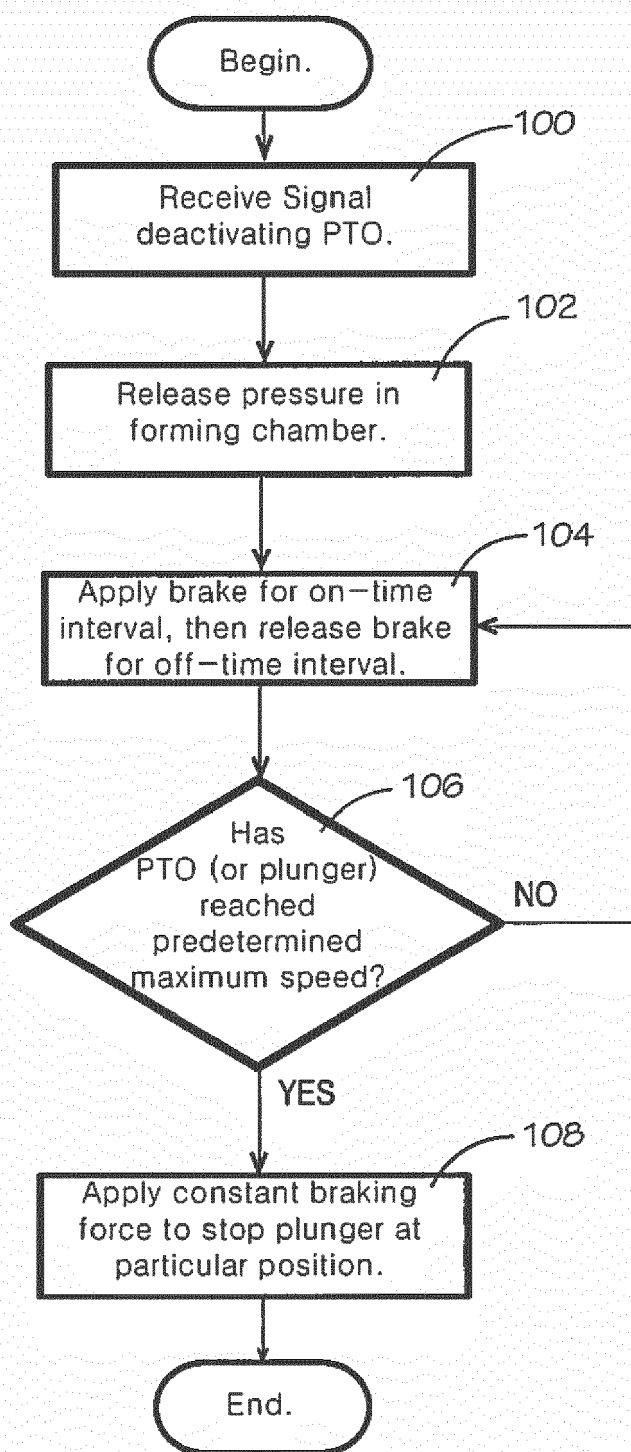 Begin.
100
Receive Signal
deactivating PTO.
102
Release pressure in
forming chamber.
104
Apply brake for on-time
interval, then release brake
for off-time interval.
106
Has
PTO (or plunger)
reached
predetermined
maximum speed?
NO
YES
108
Apply constant braking
force to stop plunger at
particular position.
End.